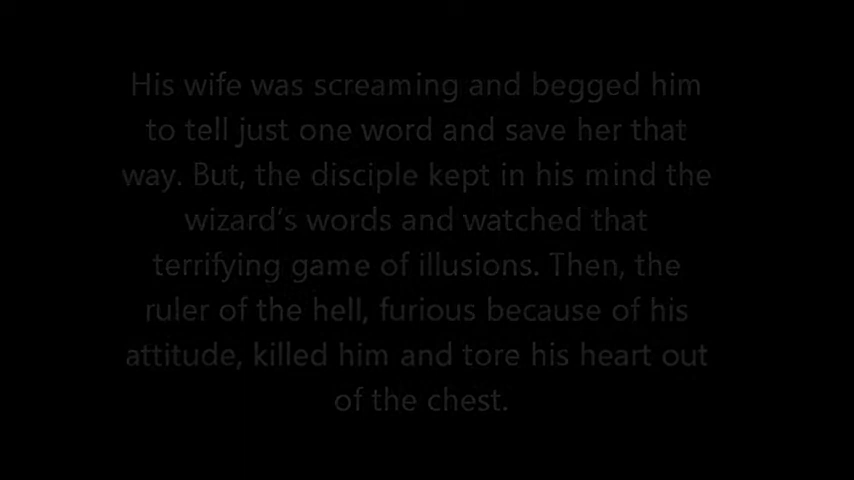 His wife was screaming and begged him
to tell just one word and save her that
way. But, the disciple kept in his mind the
wizard's words and watched that
terrifying game of illusions. Then, the
ruler of the hell, furious because of his
attitude, killed him and tore his heart out
of the chest.